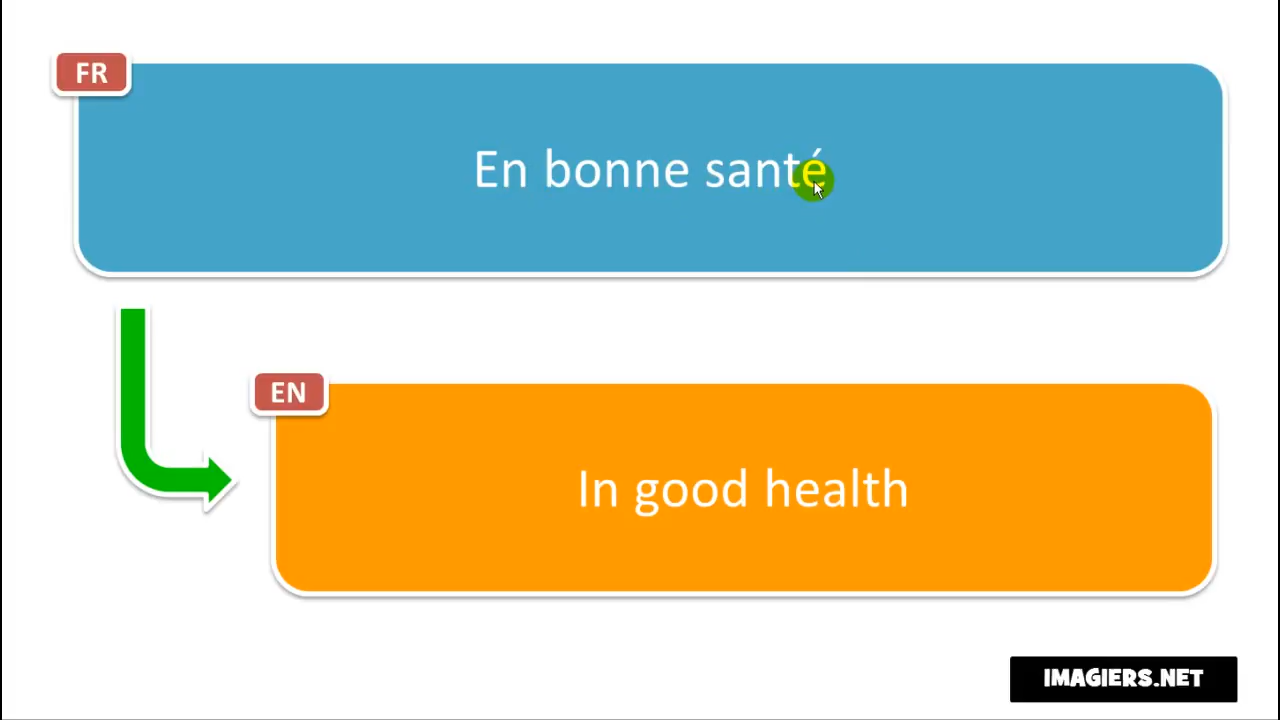 FR
En bonne santé
EN
In good health
IMAGIERS.NET